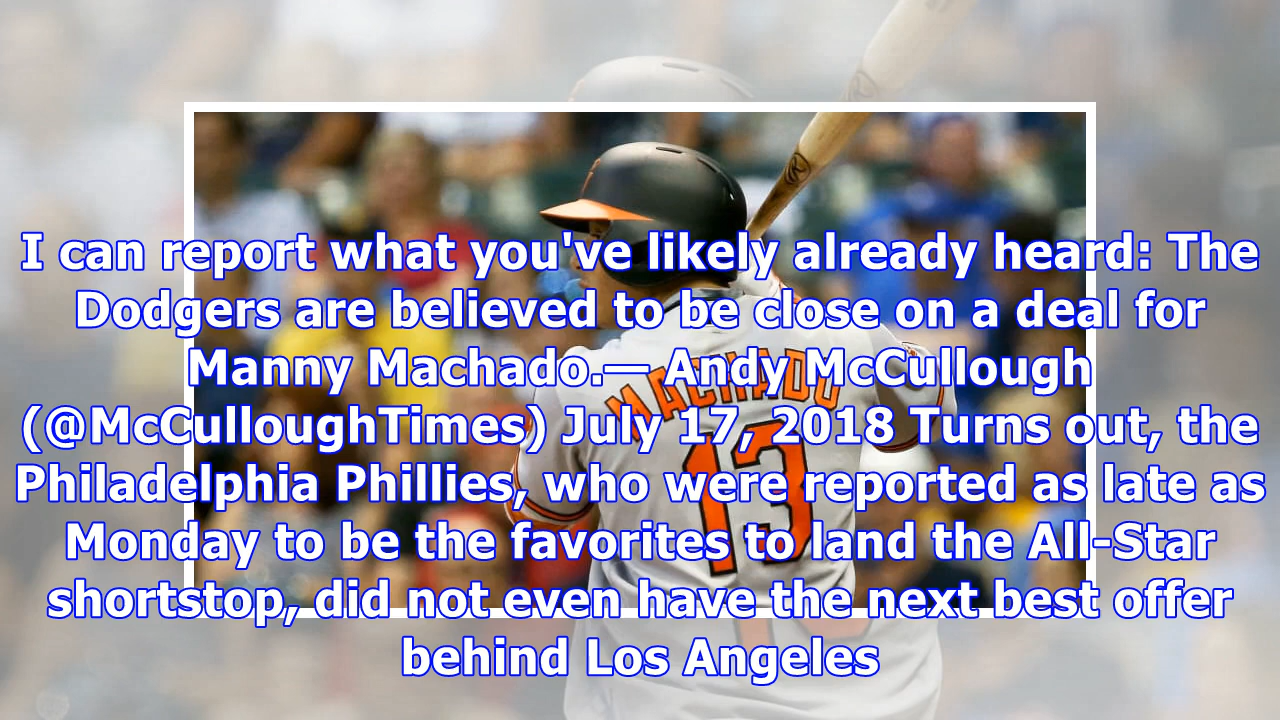 I can report what you've likely already heard: The
Dodgers are believed to be close on a deal for
Manny Machado.— Andy McCullough
(@McCulloughTimes) July 17, 2018 Turns out, the
Philadelphia Phillies, who were reported as late as
Monday to be the favorites to land the All-Star
shortstop, did not even have the next best offer
behind Los Angeles
MACHADO
13